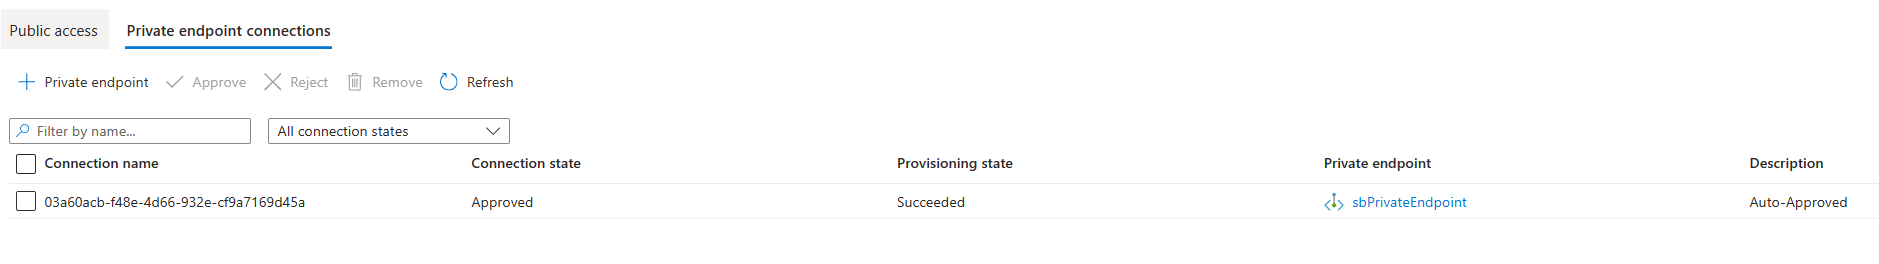 Public access Private endpoint connections
Private endpoint Approve Reject Remove Refresh
Filter by name... All connection states
Connection name Connection state Provisioning state Private endpoint Description
03a60acb-f48e-4d66-932e-cf9a7169d45a Approved Succeeded sbPrivateEndpoint Auto-Approved